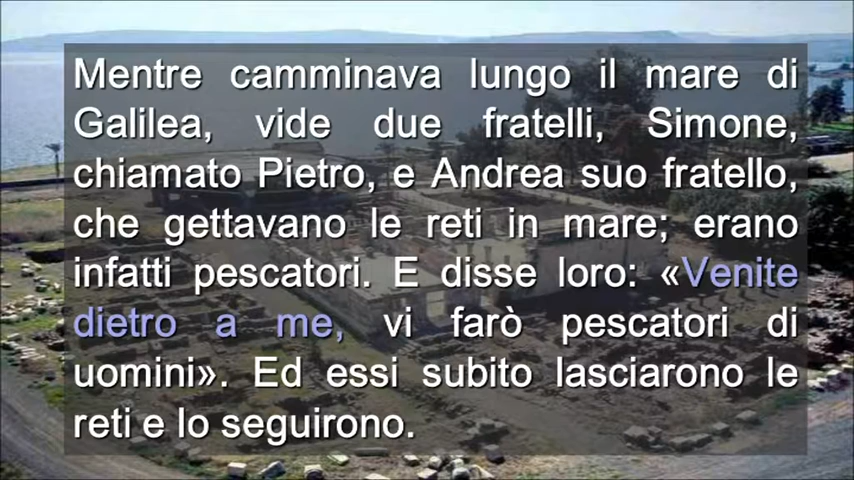 Mentre camminava lungo il mare di
Galilea, vide due fratelli, Simone,
chiamato Pietro, e Andrea suo fratello,
che gettavano le reti in mare; erano
infatti pescatori. E disse loro: «Venite
dietro a me, vi farò pescatori di
uomini». Ed essi subito lasciarono le
reti e lo seguirono.